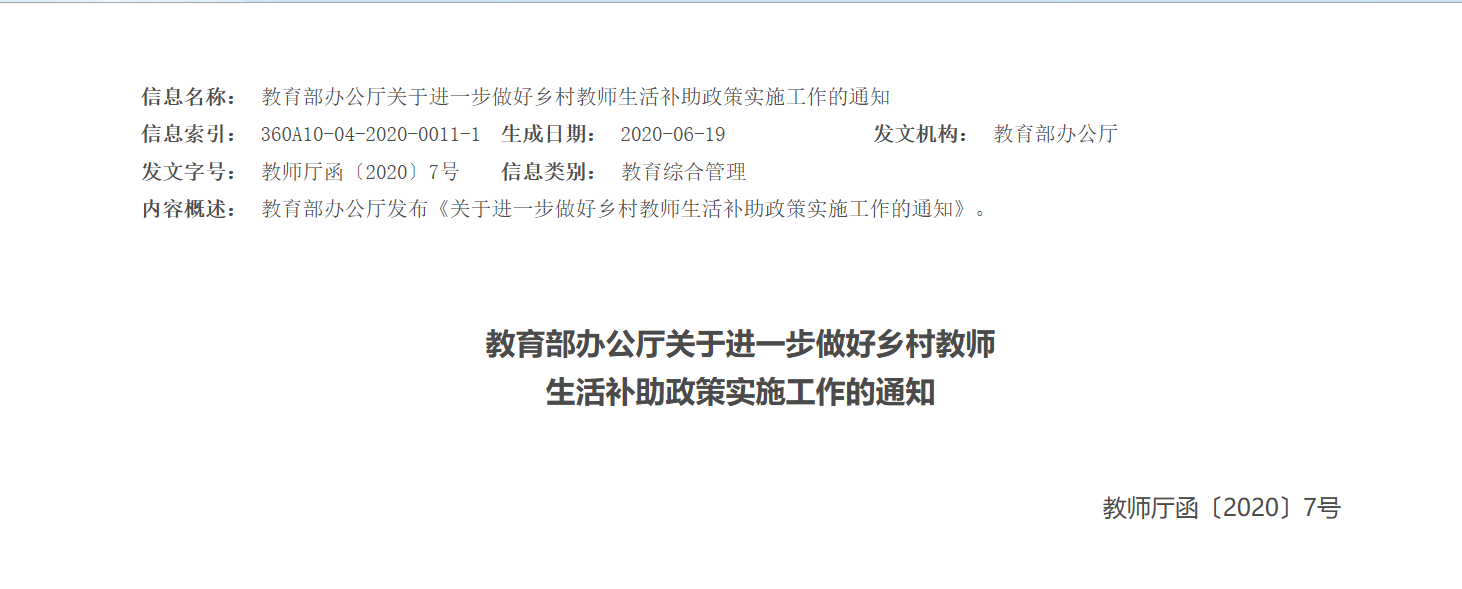 信息名称： 教育部办公厅关于进一步做好乡村教师生活补助政策实施工作的通知
信息索引： 360A10-04-2020-0011-1 生成日期： 2020-06-19 发文机构： 教育部办公厅
发文字号： 教师厅函〔2020〕7号 信息类别： 教育综合管理
内容概述： 教育部办公厅发布《关于进一步做好乡村教师生活补助政策实施工作的通知》。
教育部办公厅关于进一步做好乡村教师
生活补助政策实施工作的通知
教师厅函〔2020〕7号